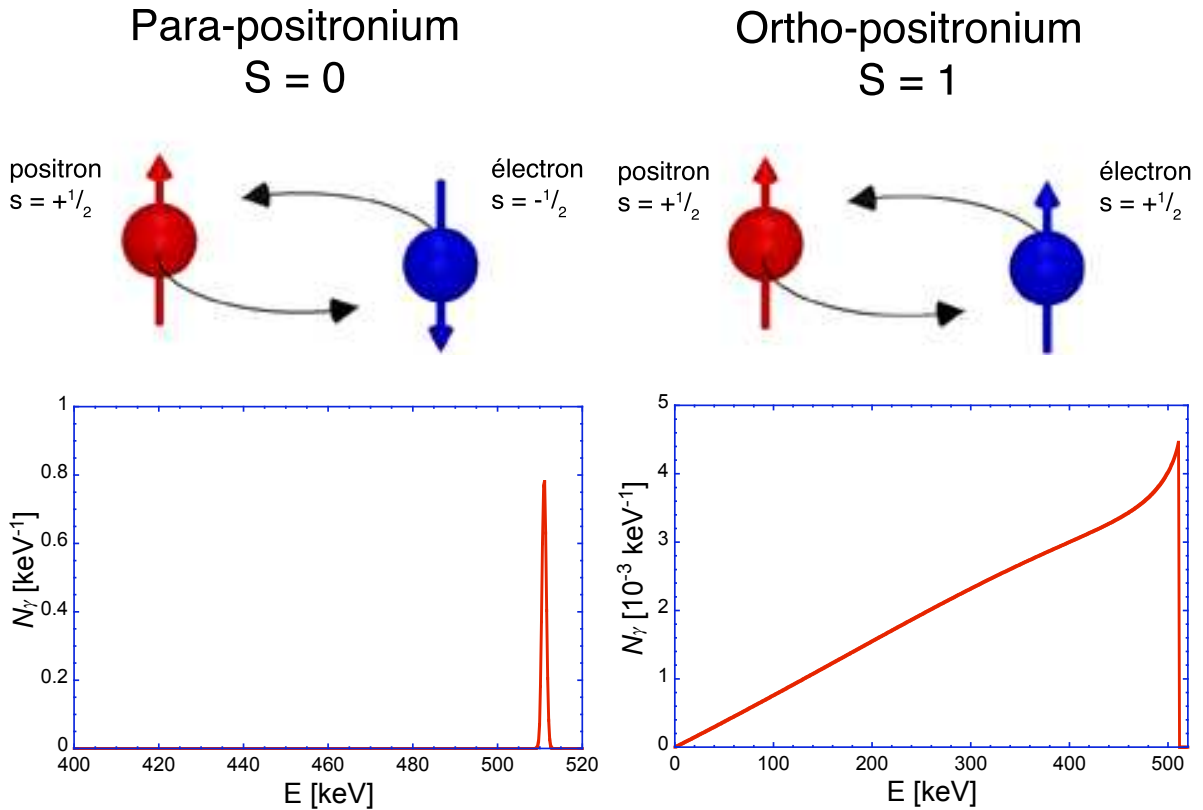 Para-positronium
S = 0
positron
s = +1/2
électron
s = -1/2
1
0.8
0.6
0.4
0.2
0
Nγ [keV-1]
400
420
440
460
480
500
520
E [keV]
Ortho-positronium
S = 1
positron
s = +1/2
électron
s = +1/2
5
4
3
2
1
0
Nγ [10-3 keV-1]
0
100
200
300
400
500
E [keV]